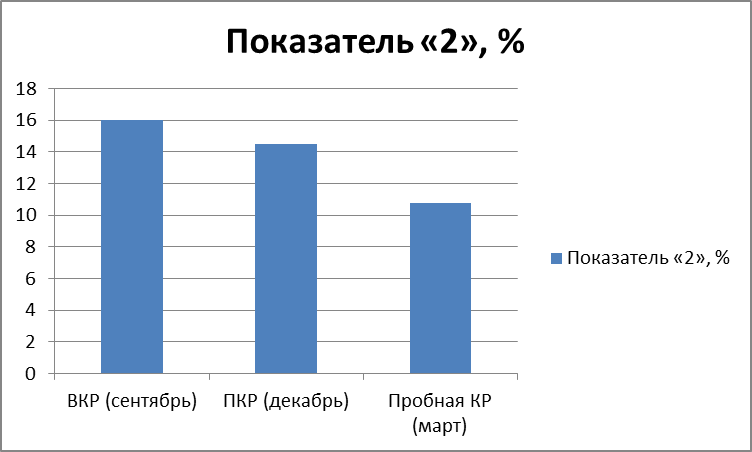 Показатель «2», %
18
16
14
12
10
8
6
4
2
0
ВКР (сентябрь)
ПКР (декабрь)
Пробная КР
(март)
Показатель «2», %